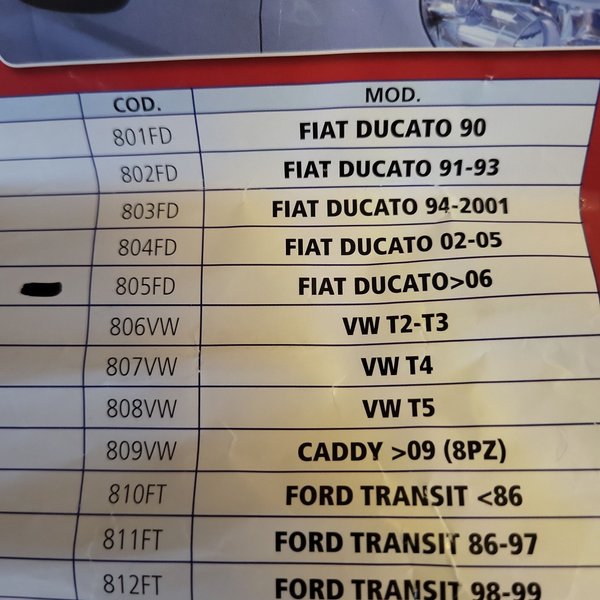 COD. MOD.
801FD FIAT DUCATO 90
802FD FIAT DUCATO 91-93
803FD FIAT DUCATO 94-2001
804FD FIAT DUCATO 02-05
805FD FIAT DUCATO>06
806VW VW T2-T3
807VW VW T4
808VW VW T5
809VW CADDY >09 (8PZ)
810FT FORD TRANSIT <86
811FT FORD TRANSIT 86-97
812FT FORD TRANSIT 98-99